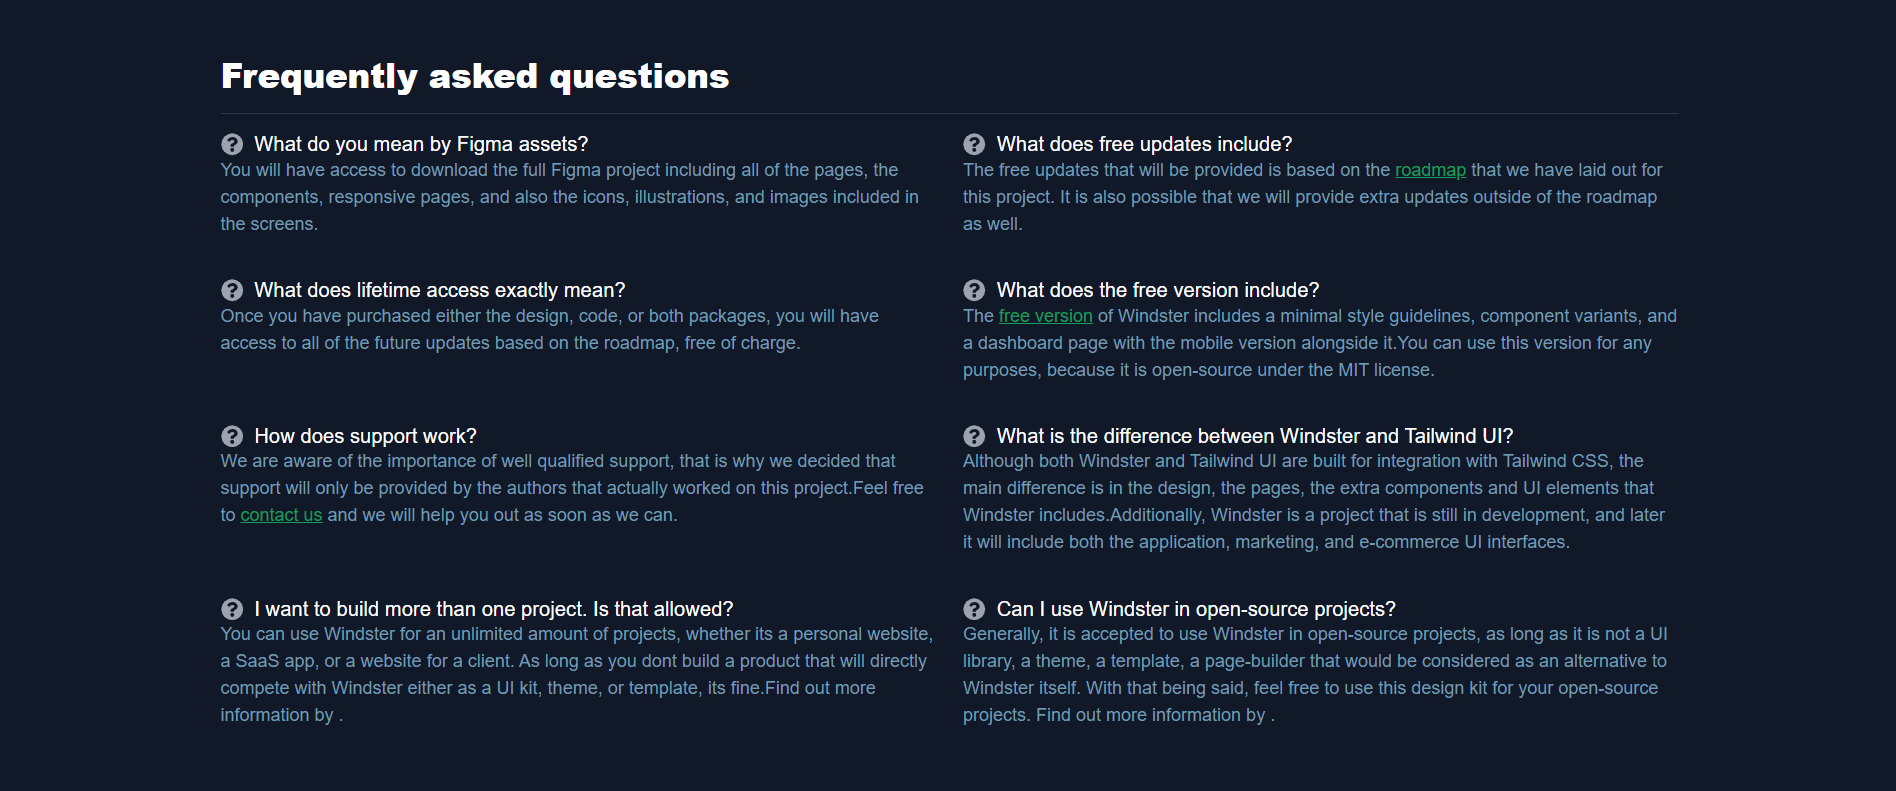 Frequently asked questions
What do you mean by Figma assets?
You will have access to download the full Figma project including all of the pages, the
components, responsive pages, and also the icons, illustrations, and images included in
the screens.
What does lifetime access exactly mean?
Once you have purchased either the design, code, or both packages, you will have
access to all of the future updates based on the roadmap, free of charge.
How does support work?
We are aware of the importance of well qualified support, that is why we decided that
support will only be provided by the authors that actually worked on this project.Feel free
to contact us and we will help you out as soon as we can.
I want to build more than one project. Is that allowed?
You can use Windster for an unlimited amount of projects, whether its a personal website,
a SaaS app, or a website for a client. As long as you dont build a product that will directly
compete with Windster either as a UI kit, theme, or template, its fine.Find out more
information by .
What does free updates include?
The free updates that will be provided is based on the roadmap that we have laid out for
this project. It is also possible that we will provide extra updates outside of the roadmap
as well.
What does the free version include?
The free version of Windster includes a minimal style guidelines, component variants, and
a dashboard page with the mobile version alongside it.You can use this version for any
purposes, because it is open-source under the MIT license.
What is the difference between Windster and Tailwind UI?
Although both Windster and Tailwind UI are built for integration with Tailwind CSS, the
main difference is in the design, the pages, the extra components and UI elements that
Windster includes.Additionally, Windster is a project that is still in development, and later
it will include both the application, marketing, and e-commerce UI interfaces.
Can I use Windster in open-source projects?
Generally, it is accepted to use Windster in open-source projects, as long as it is not a UI
library, a theme, a template, a page-builder that would be considered as an alternative to
Windster itself. With that being said, feel free to use this design kit for your open-source
projects. Find out more information by .